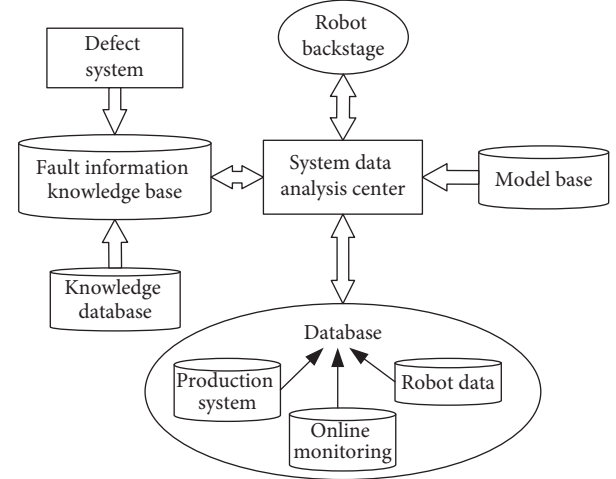 Defect
system
Robot
backstage
Fault information
knowledge base
System data
analysis center
Model base
Knowledge
database
Database
Production
system
Robot data
Online
monitoring